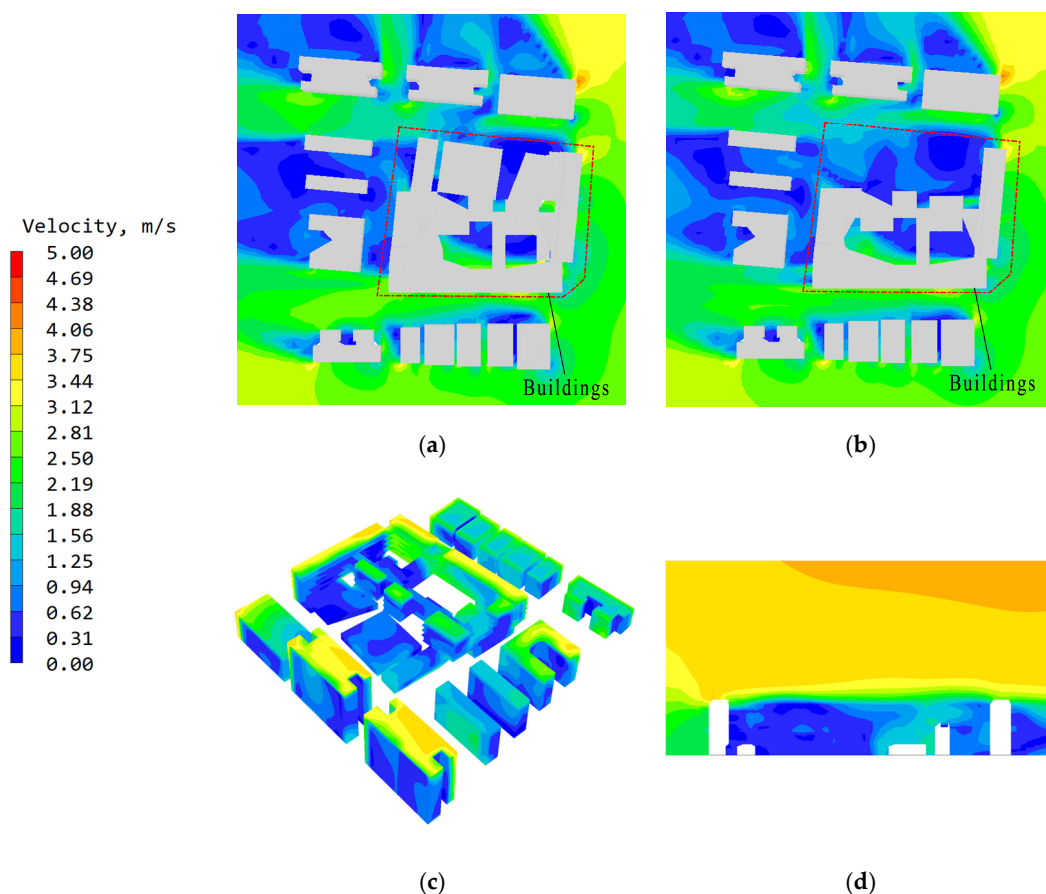 Velocity, m/s
5.00
4.69
4.38
4.06
3.75
3.44
3.12
2.81
2.50
2.19
1.88
1.56
1.25
0.94
0.62
0.31
0.00
Buildings
(a)
Buildings
(b)
(c)
(d)